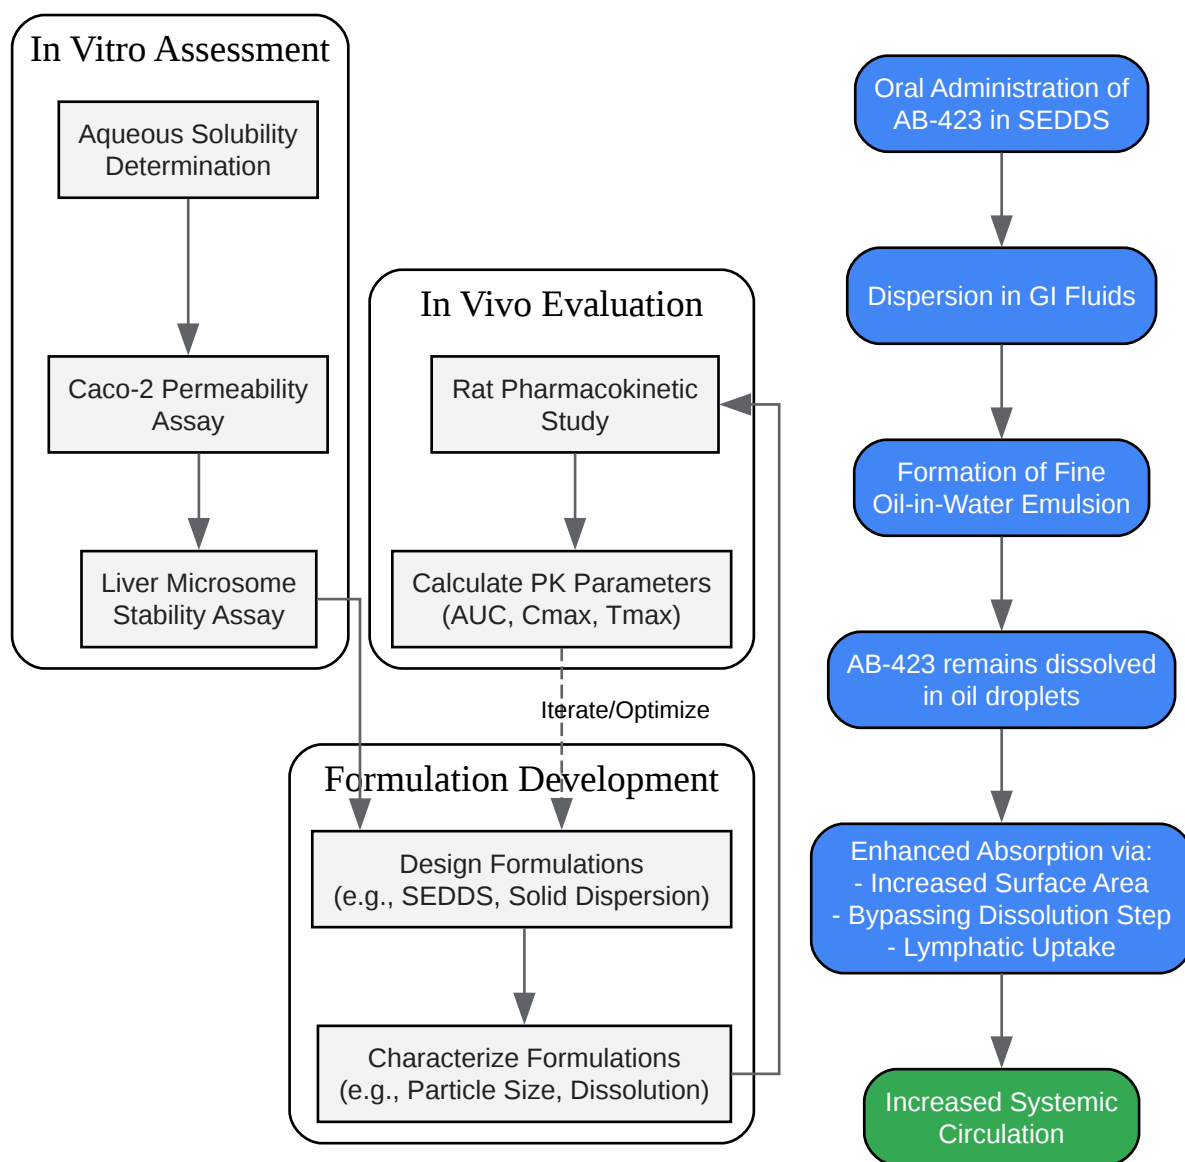 In Vitro Assessment
Aqueous Solubility
Determination
Caco-2 Permeability
Assay
Liver Microsome
Stability Assay
In Vivo Evaluation
Rat Pharmacokinetic
Study
Calculate PK Parameters
(AUC, Cmax, Tmax)
Iterate/Optimize
Formulation Development
Design Formulations
(e.g., SEDDS, Solid Dispersion)
Characterize Formulations
(e.g., Particle Size, Dissolution)
Oral Administration of
AB-423 in SEDDS
Dispersion in GI Fluids
Formation of Fine
Oil-in-Water Emulsion
AB-423 remains dissolved
in oil droplets
Enhanced Absorption via:
- Increased Surface Area
- Bypassing Dissolution Step
- Lymphatic Uptake
Increased Systemic
Circulation